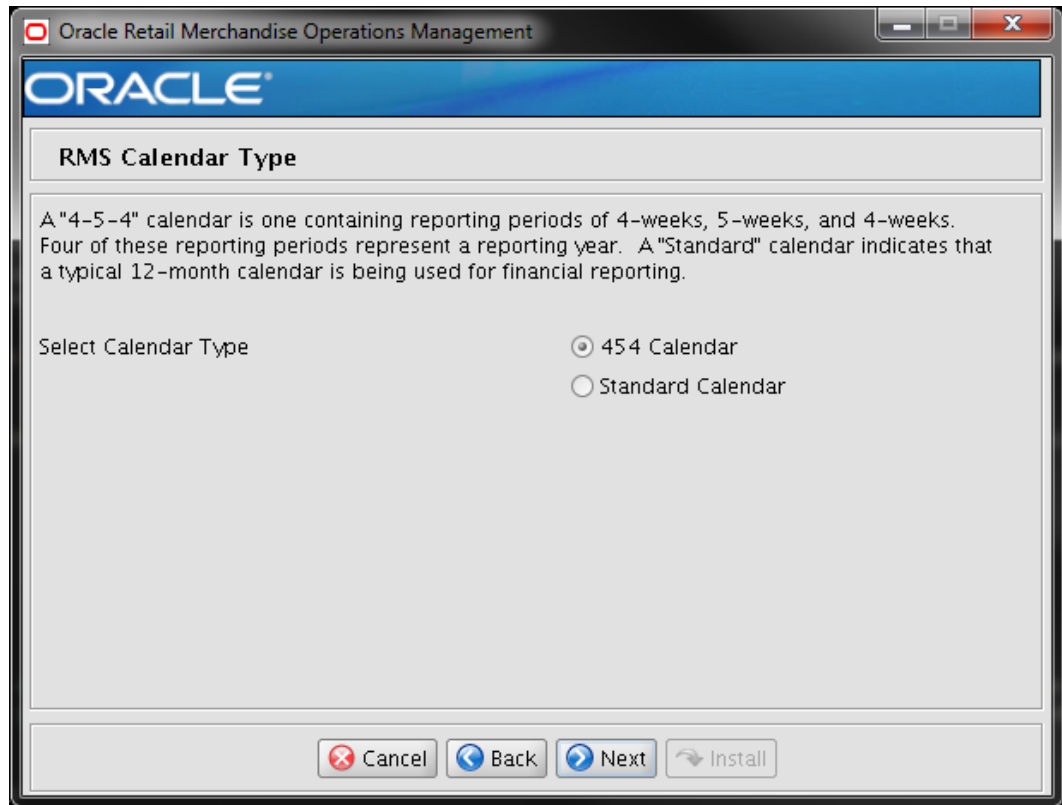 Oracle Retail Merchandise Operations Management
ORACLE®
RMS Calendar Type
A "4-5-4" calendar is one containing reporting periods of 4-weeks, 5-weeks, and 4-weeks.
Four of these reporting periods represent a reporting year.  A "Standard" calendar indicates that
a typical 12-month calendar is being used for financial reporting.
Select Calendar Type
454 Calendar
Standard Calendar
Cancel
Back
Next
Install